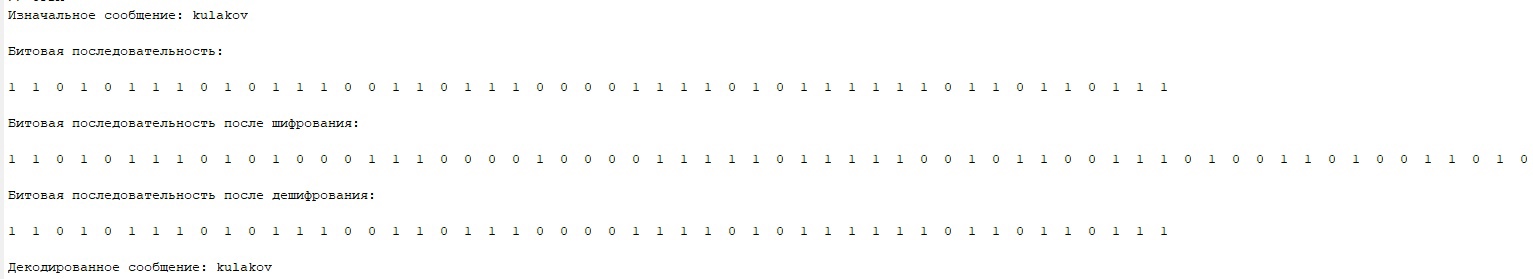 Изначальное сообщение: kulakov
Битовая последовательность:
1 1 0 1 0 1 1 1 0 1 0 1 1 1 0 0 1 1 0 1 1 1 0 0 0 0 1 1 1 1 0 1 0 1 1 1 1 1 1 0 1 1 0 1 1 0 1 1 1
Битовая последовательность после шифрования:
1 1 0 1 0 1 1 1 0 1 0 1 0 0 0 1 1 1 0 0 0 0 1 0 0 0 0 1 1 1 1 1 0 1 1 1 1 1 0 0 1 0 1 1 0 0 1 1 1 0 1 0 0 1 1 0 1 0 0 1 1 0 1 0
Битовая последовательность после дешифрования:
1 1 0 1 0 1 1 1 0 1 0 1 1 1 0 0 1 1 0 1 1 1 0 0 0 0 1 1 1 1 0 1 0 1 1 1 1 1 1 0 1 1 0 1 1 0 1 1 1
Декодированное сообщение: kulakov